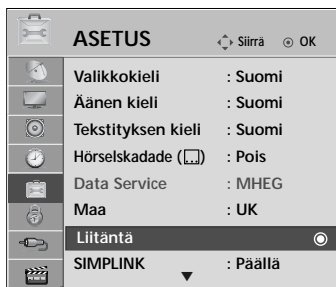 ASETUS Siirrä OK
Valikkokieli : Suomi
Äänen kieli : Suomi
Tekstityksen kieli : Suomi
Hörselskadade ( ) : Pois
Data Service : MHEG
Maa : UK
Liitäntä
SIMPLINK : Päällä